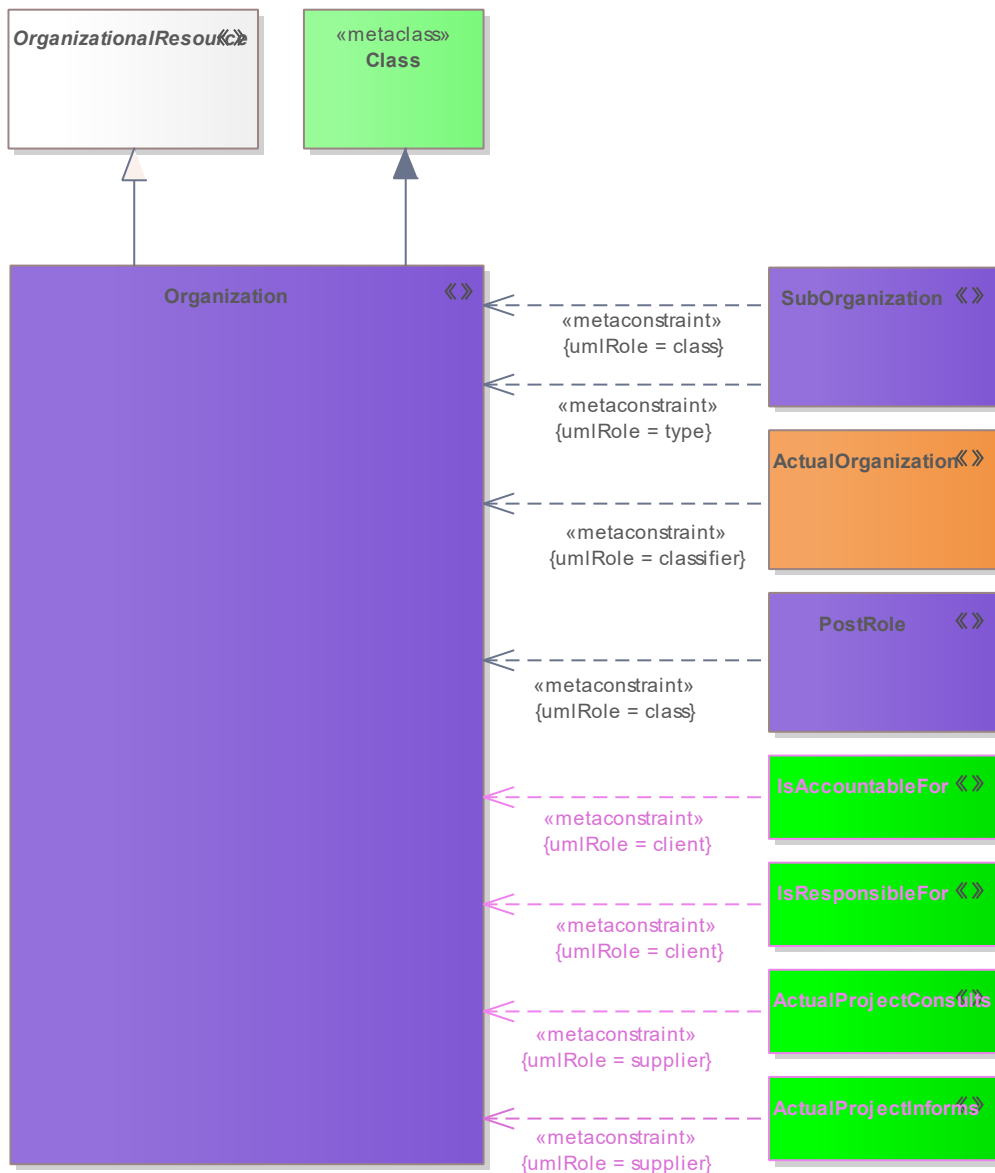 OrganizationalResource
«metaclass»
Class
Organization
SubOrganization
«metaconstraint»
{umlRole = class}
«metaconstraint»
{umlRole = type}
ActualOrganization
«metaconstraint»
{umlRole = classifier}
PostRole
«metaconstraint»
{umlRole = class}
IsAccountableFor
«metaconstraint»
{umlRole = client}
IsResponsibleFor
«metaconstraint»
{umlRole = client}
ActualProjectConsults
«metaconstraint»
{umlRole = supplier}
ActualProjectInforms
«metaconstraint»
{umlRole = supplier}